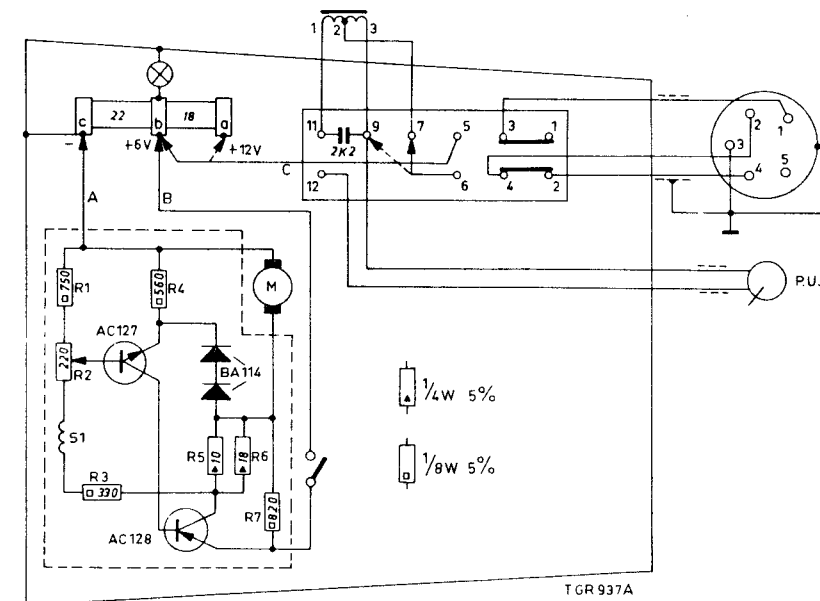 1 2 3
c 22 b 18 a
- +6V +12V
11 9 7 5 3 1
2K2
C 12 6 4 2
2 1
3
4 5
A B
750 R1
560 R4
M
P.U.
AC127
220 R2
BA114
1/4W 5%
S1
R5 10 18 R6
1/8W 5%
R3
330
R7 820
AC128
TGR 937A